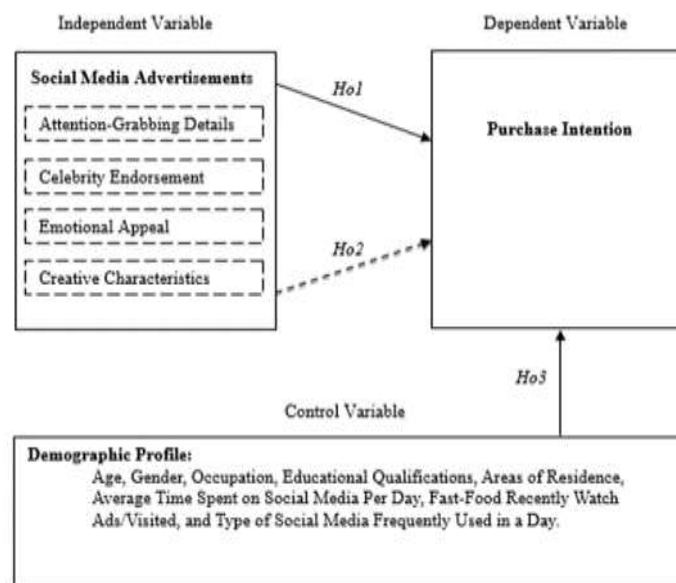 Independent Variable
Dependent Variable
Social Media Advertisements
Attention-Grabbing Details
Celebrity Endorsement
Emotional Appeal
Creative Characteristics
Ho1
Purchase Intention
Ho2
Ho3
Control Variable
Demographic Profile:
Age, Gender, Occupation, Educational Qualifications, Areas of Residence,
Average Time Spent on Social Media Per Day, Fast-Food Recently Watch
Ads/Visited, and Type of Social Media Frequently Used in a Day.